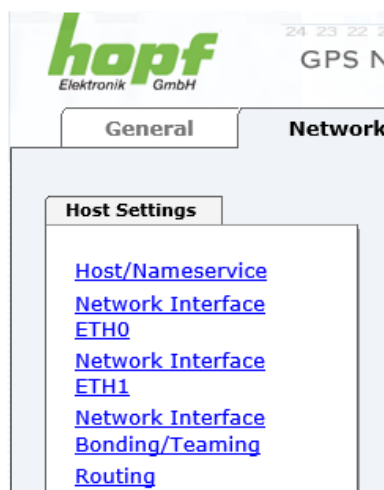 hopf
Elektronik GmbH
24 23 22
GPS N
General
Network
Host Settings
Host/Nameservice
Network Interface
ETH0
Network Interface
ETH1
Network Interface
Bonding/Teaming
Routing